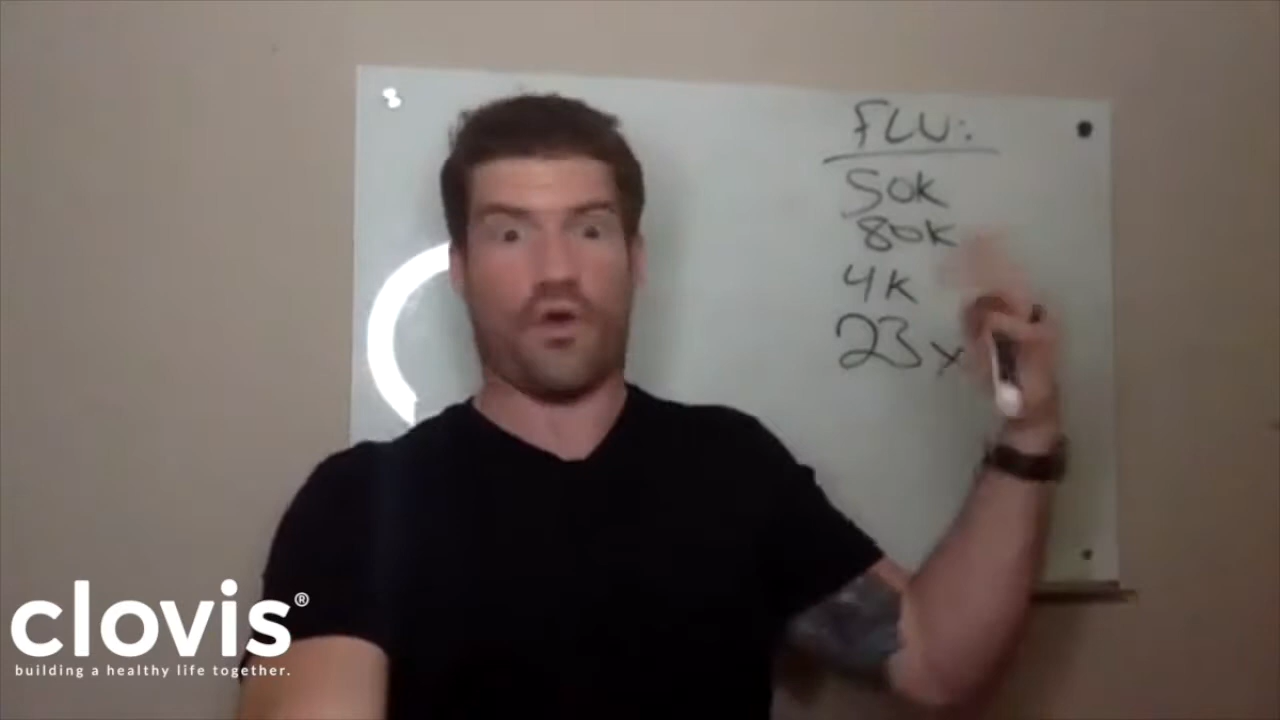 FLU:
50K
80K
4K
23x
clovis®
building a healthy life together.